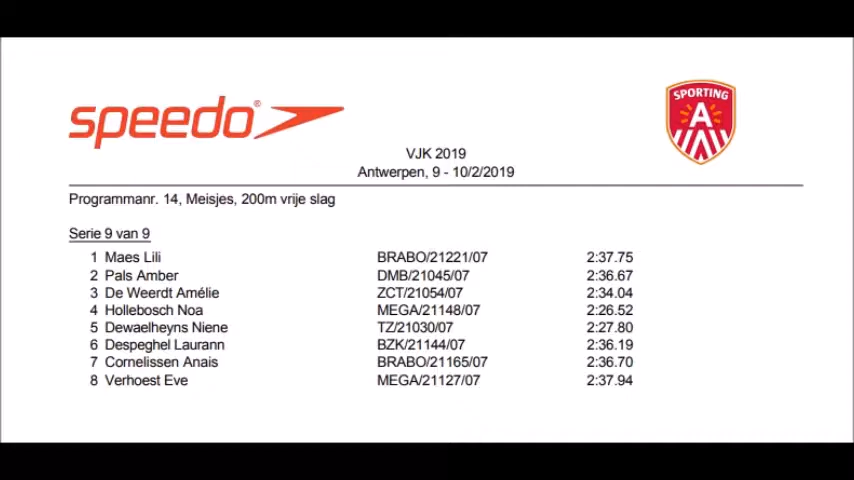 speedo®
SPORTING
A
VJK 2019
Antwerpen, 9 - 10/2/2019
Programmanr. 14, Meisjes, 200m vrije slag
Serie 9 van 9
1 Maes Lili BRABO/21221/07 2:37.75
2 Pals Amber DMB/21045/07 2:36.67
3 De Weerdt Amélie ZCT/21054/07 2:34.04
4 Hollebosch Noa MEGA/21148/07 2:26.52
5 Dewaelheyns Niene TZ/21030/07 2:27.80
6 Despeghel Laurann BZK/21144/07 2:36.19
7 Cornelissen Anais BRABO/21165/07 2:36.70
8 Verhoest Eve MEGA/21127/07 2:37.94